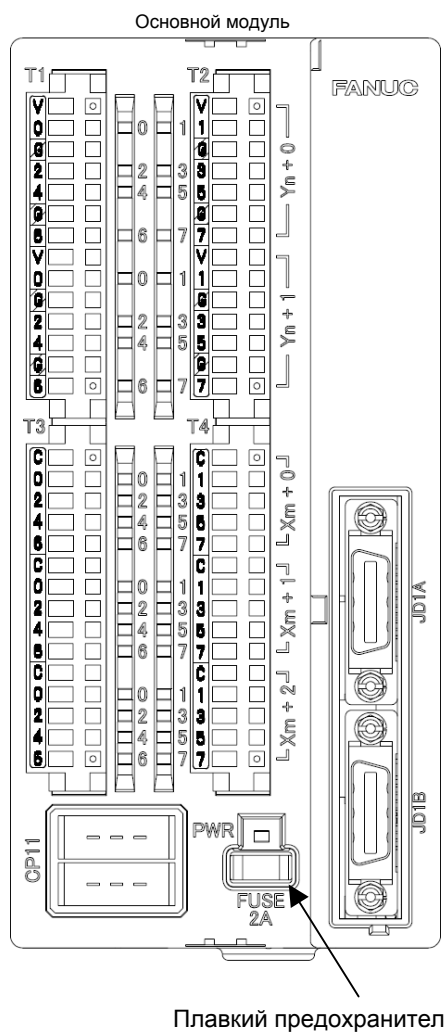 Основной модуль
T1 T2
FANUC
V V
0 1 0 1
G G
2 3 2 3
4 5 4 5
G G
6 7 6 7
Yn + 0
V V
0 1 0 1
G G
2 3 2 3
4 5 4 5
G G
6 7 6 7
Yn + 1
T3 T4
C C
0 0 1 1
2 2 3 3
4 4 5 5
6 6 7 7
Xm + 0
C C
0 0 1 1
2 2 3 3
4 4 5 5
6 6 7 7
Xm + 1
C C
0 0 1 1
2 2 3 3
4 4 5 5
6 6 7 7
Xm + 2
JD1A
JD1B
CP11
PWR
FUSE
2A
Плавкий предохранител